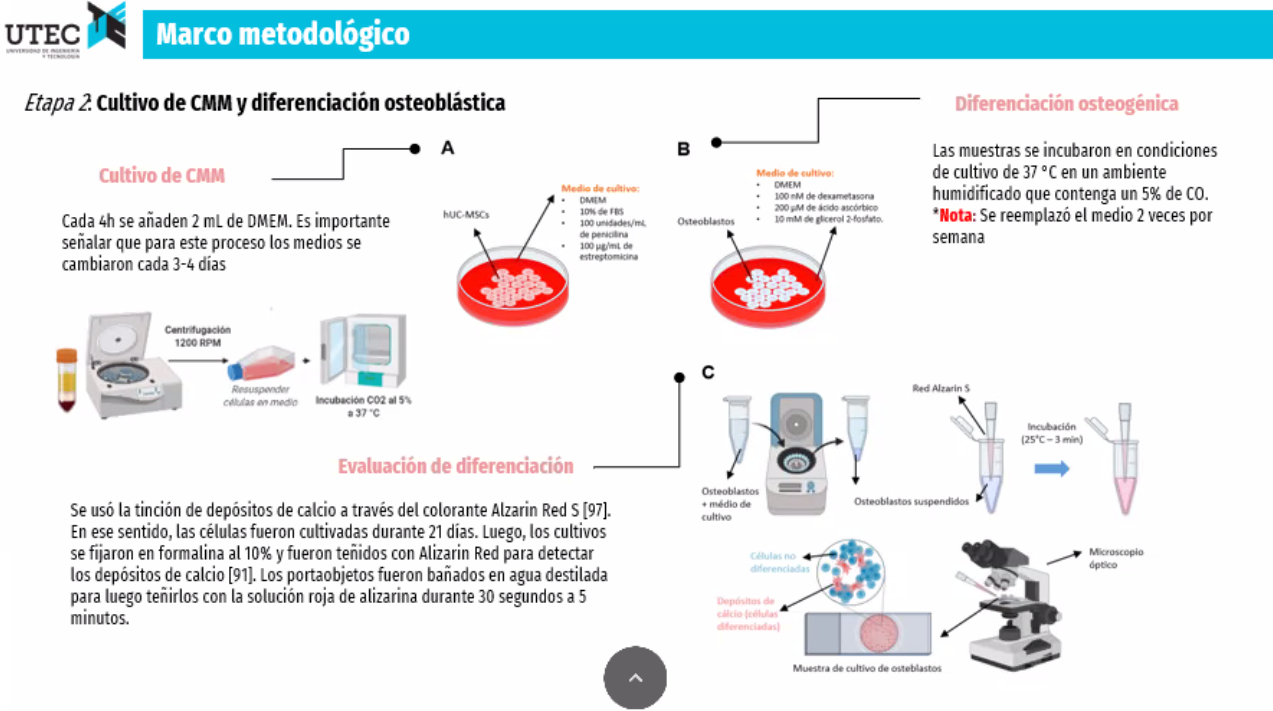 UTEC
UNIVERSIDAD DE INGENIERÍA
Y TECNOLOGÍA
Marco metodológico
Etapa 2: Cultivo de CMM y diferenciación osteoblástica
Cultivo de CMM
Cada 4h se añaden 2 mL de DMEM. Es importante
señalar que para este proceso los medios se
cambiaron cada 3-4 días
Centrifugación
1200 RPM
Resuspender
células en medio
Incubación CO2 al 5%
a 37 °C
A
hUC-MSCs
Medio de cultivo:
• DMEM
• 10% de FBS
• 100 unidades/mL
de penicilina
• 100 µg/mL de
estreptomicina
B
Osteoblastos
Medio de cultivo:
• DMEM
• 100 nM de dexametasona
• 200 µM de ácido ascórbico
• 10 mM de glicerol 2-fosfato.
Diferenciación osteogénica
Las muestras se incubaron en condiciones
de cultivo de 37 °C en un ambiente
humidificado que contenga un 5% de CO.
*Nota: Se reemplazó el medio 2 veces por
semana
Evaluación de diferenciación
Se usó la tinción de depósitos de calcio a través del colorante Alzarin Red S [97].
En ese sentido, las células fueron cultivadas durante 21 días. Luego, los cultivos
se fijaron en formalina al 10% y fueron teñidos con Alizarin Red para detectar
los depósitos de calcio [91]. Los portaobjetos fueron bañados en agua destilada
para luego teñirlos con la solución roja de alizarina durante 30 segundos a 5
minutos.
C
Osteoblastos
+ médio de
cultivo
Osteoblastos suspendidos
Red Alzarin S
Incubación
(25°C – 3 min)
Células no
diferenciadas
Depósitos de
cálcio (células
diferenciadas)
Muestra de cultivo de osteblastos
Microscopio
óptico